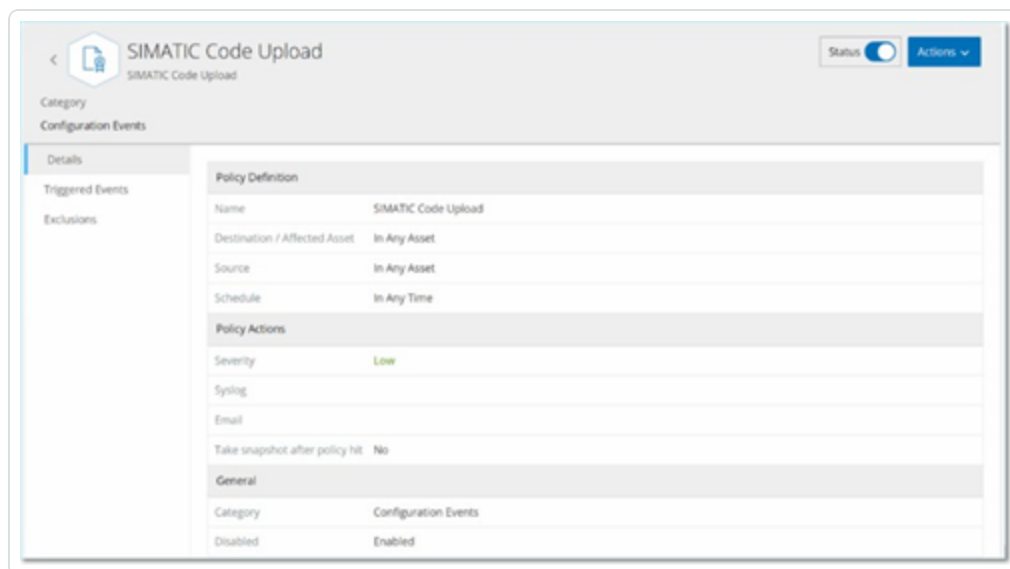 SIMATIC Code Upload
SIMATIC Code Upload
Status
Actions
Category
Configuration Events
Details
Triggered Events
Exclusions
Policy Definition
Name SIMATIC Code Upload
Destination / Affected Asset In Any Asset
Source In Any Asset
Schedule In Any Time
Policy Actions
Severity Low
Syslog
Email
Take snapshot after policy hit No
General
Category Configuration Events
Disabled Enabled